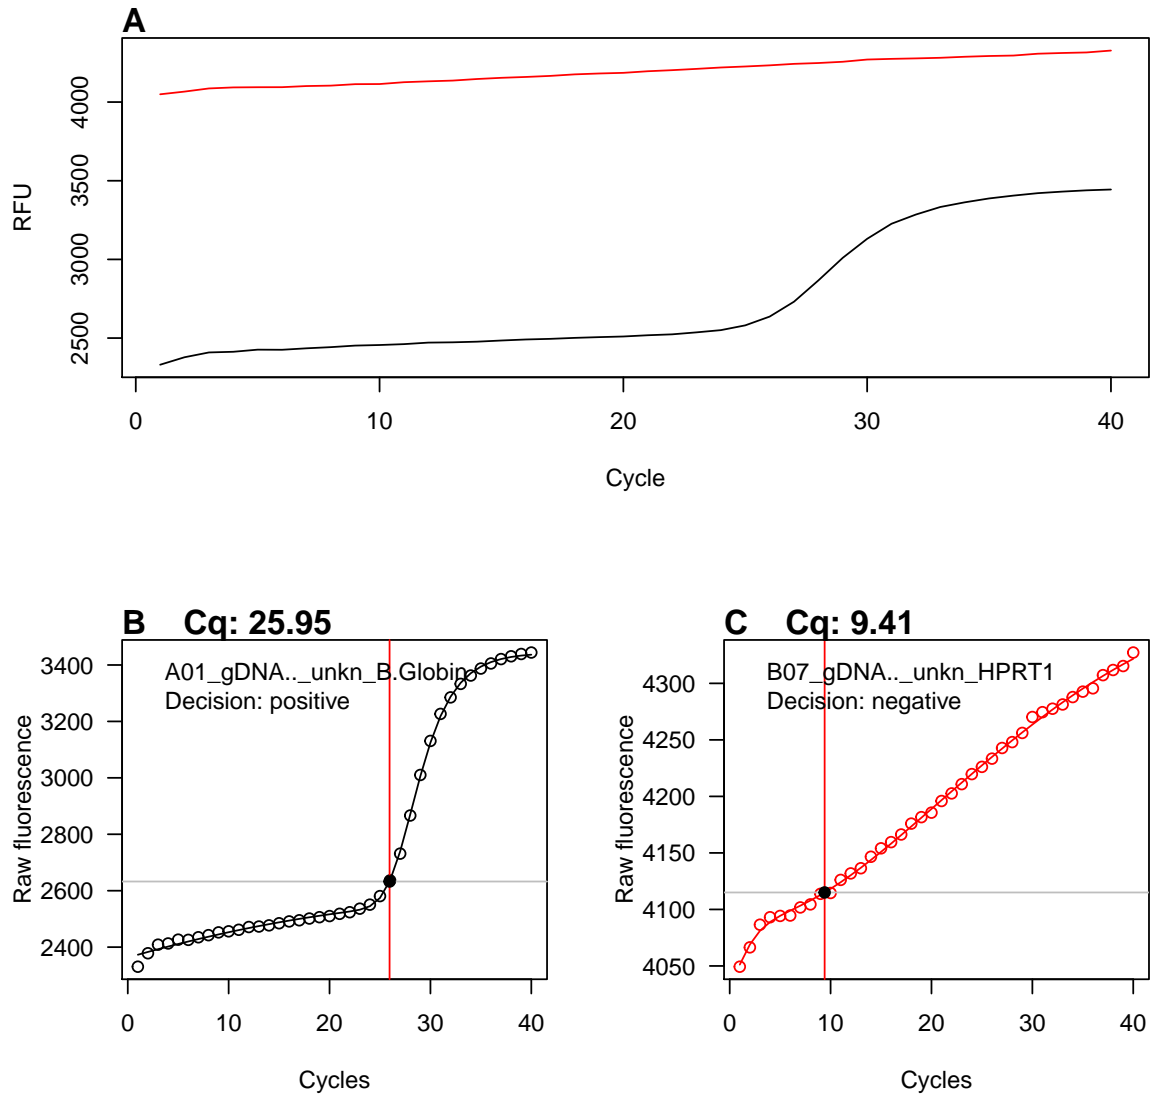 A
RFU
4000
3500
3000
2500
0 10 20 30 40
Cycle
B Cq: 25.95
A01_gDNA.._unkn_B.Globin
Decision: positive
Raw fluorescence
3400
3200
3000
2800
2600
2400
0 10 20 30 40
Cycles
C Cq: 9.41
B07_gDNA.._unkn_HPRT1
Decision: negative
Raw fluorescence
4300
4250
4200
4150
4100
4050
0 10 20 30 40
Cycles